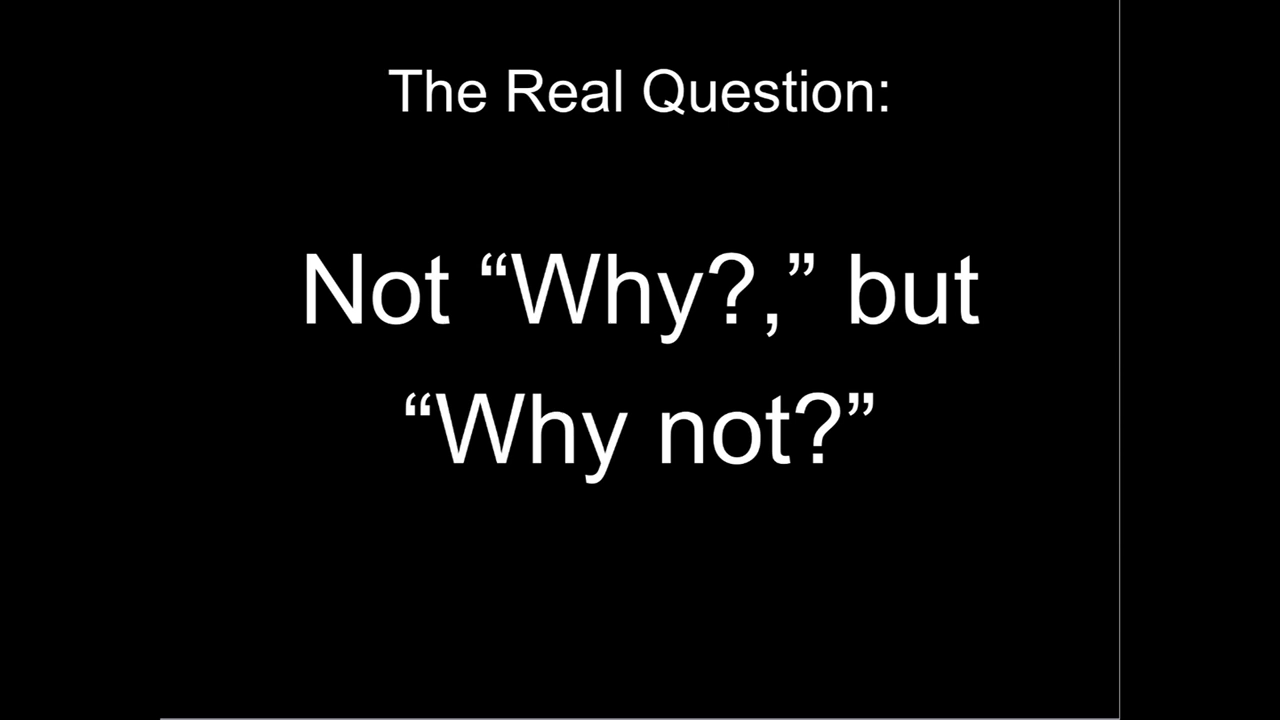 The Real Question:
Not “Why?,” but
“Why not?”